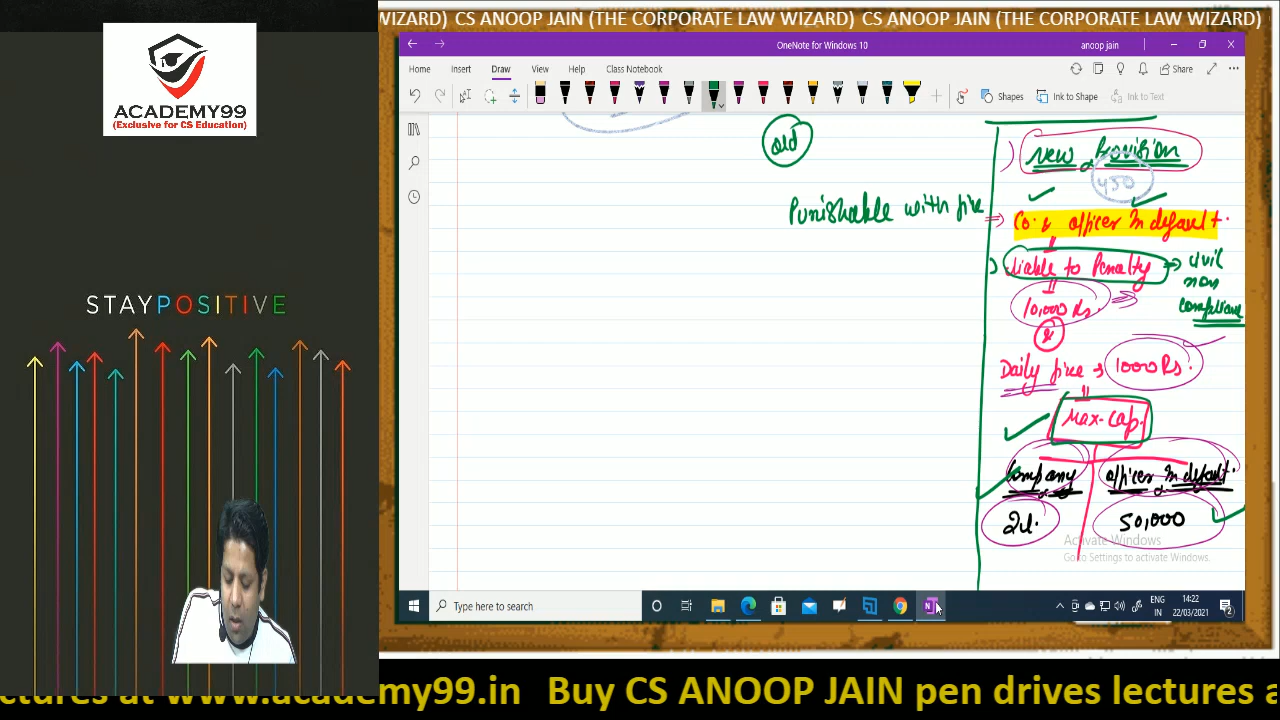 WIZARD) CS ANOOP JAIN (THE CORPORATE LAW WIZARD) CS ANOOP JAIN (THE CORPORATE LAW WIZARD)
ACADEMY99
(Exclusive for CS Education)
STAYPOSITIVE
OneNote for Windows 10
anoop jain
Home Insert Draw View Help Class Notebook
Share
Shapes Ink to Shape Ink to Text
old
Punishable with fine
New Provision
450
Co. & officer in default.
liable to Penalty
civil
non
compliance
10,000 Rs.
&
Daily fine 1000 Rs.
Max. Cap.
Company officer in default.
2L. 50,000
Activate Windows
Go to Settings to activate Windows.
Type here to search
ENG
IN
14:22
22/03/2021
2
ctures at www.academy99.in Buy CS ANOOP JAIN pen drives lectures a